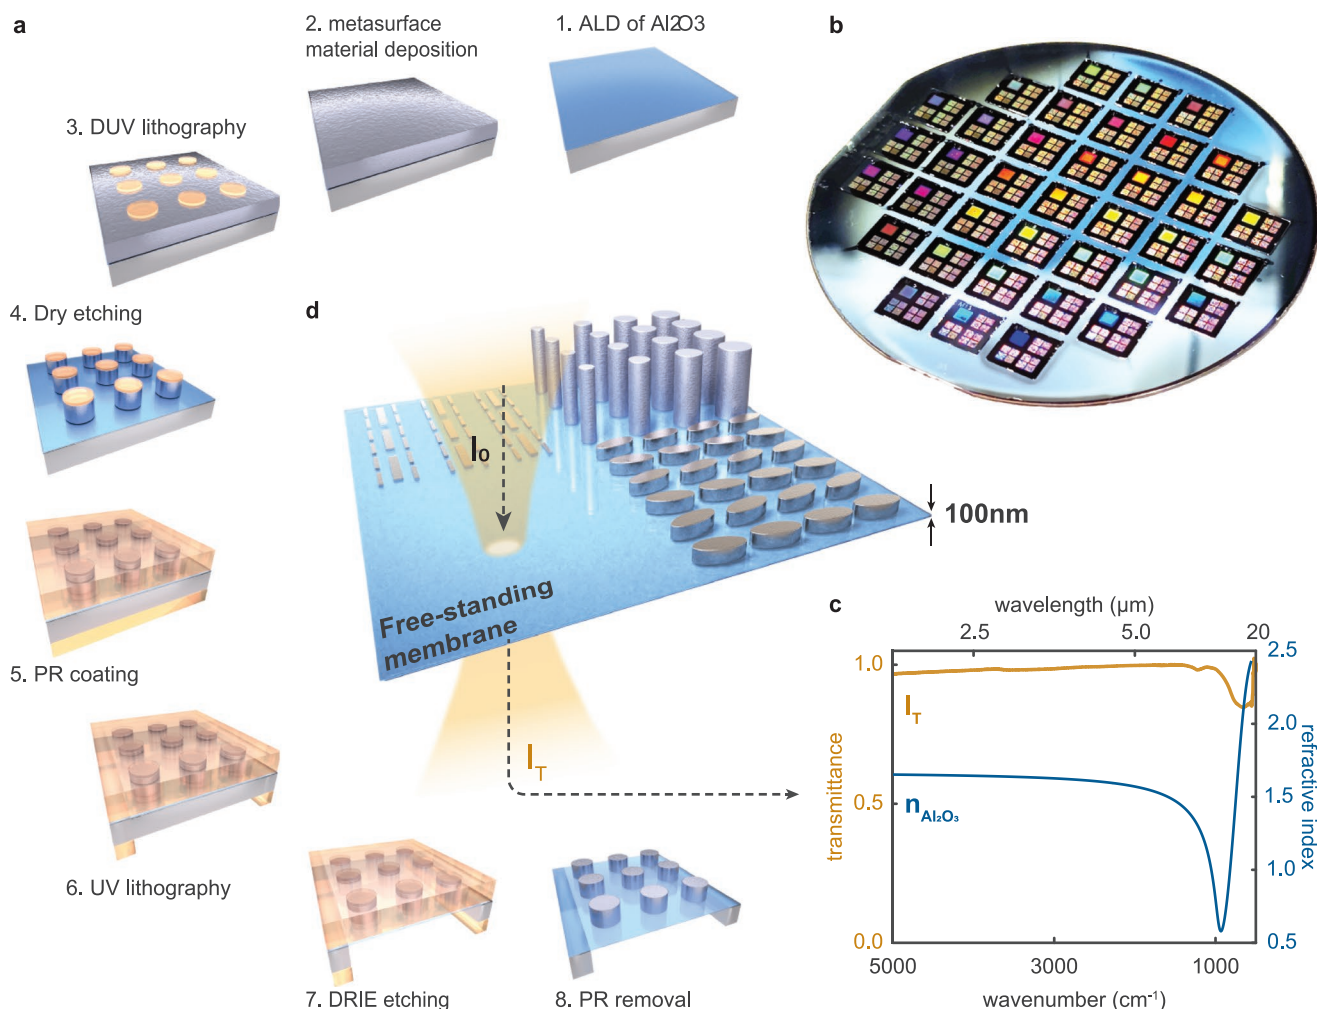 a
2. metasurface
material deposition
1. ALD of Al2O3
b
3. DUV lithography
4. Dry etching
d
I₀
100nm
Free-standing
membrane
5. PR coating
c
wavelength (µm)
2.5
5.0
20
1.0
0.5
0.0
transmittance
I_T
n_Al₂O₃
2.5
2.0
1.5
1.0
0.5
refractive index
I_T
6. UV lithography
7. DRIE etching
8. PR removal
5000
3000
1000
wavenumber (cm⁻¹)